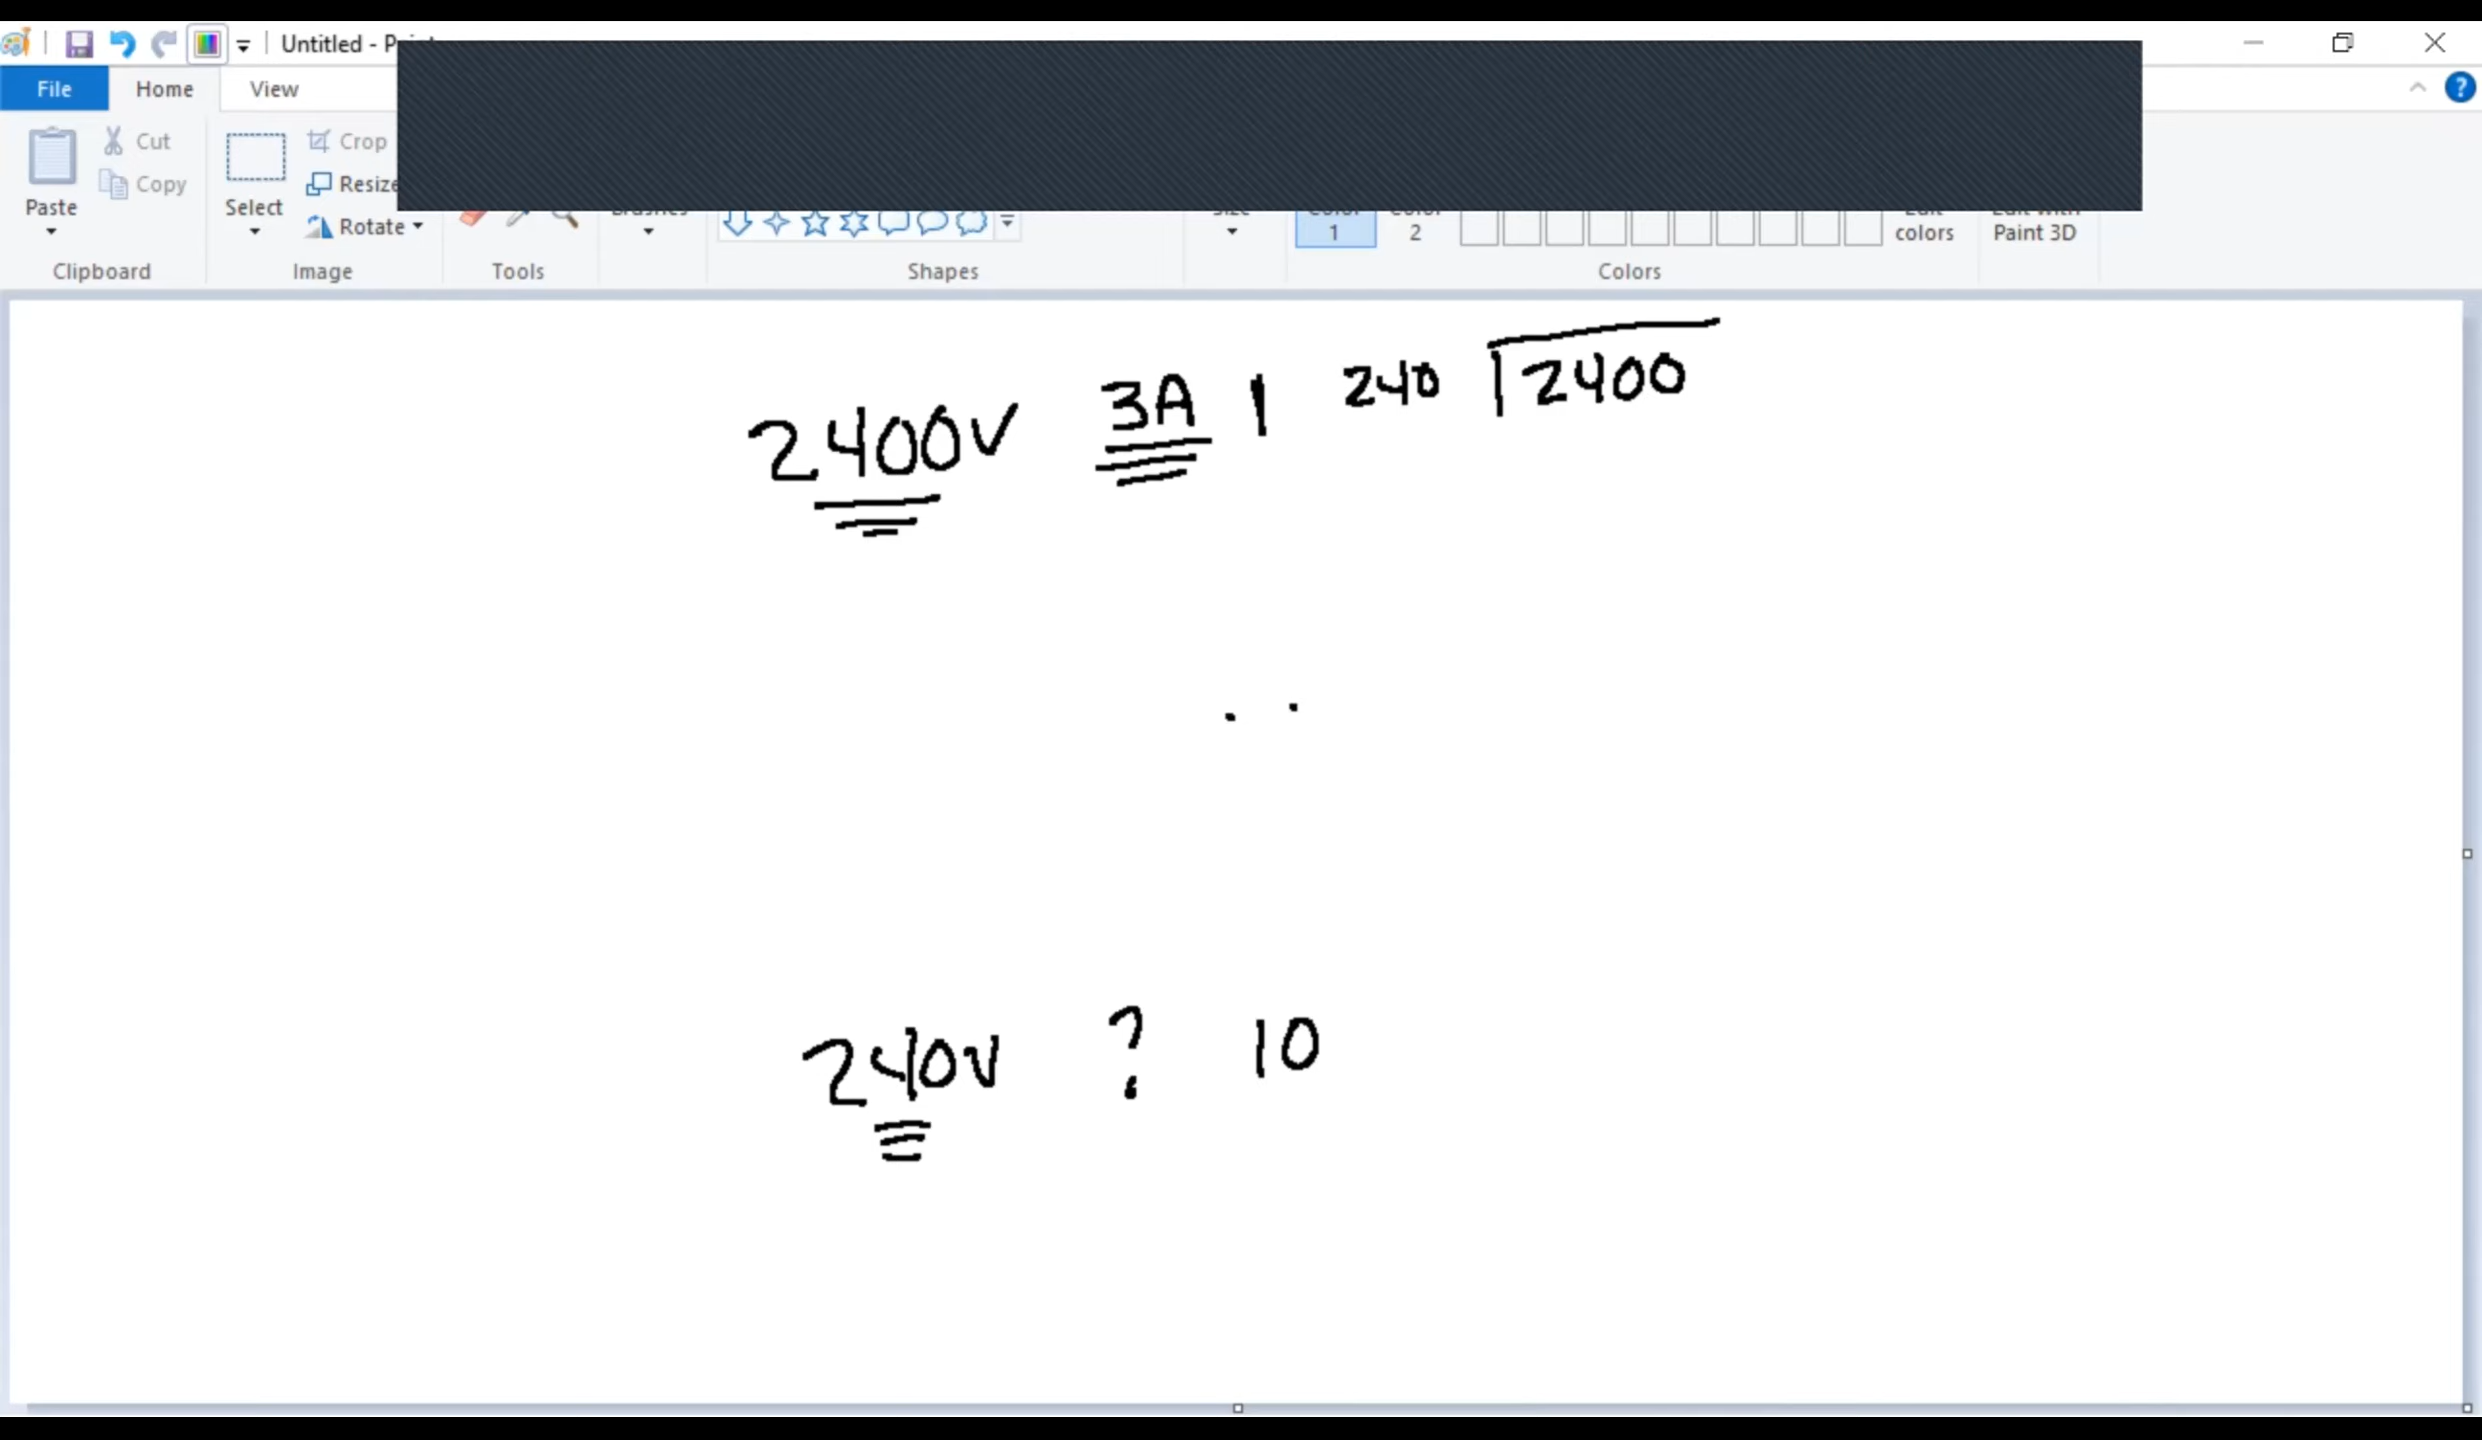 Untitled - Paint
File Home View
Cut
Crop
Copy
Resize
Paste
Select
Rotate
1
2
colors
Paint 3D
Clipboard
Image
Tools
Shapes
Colors
2400V 3A 1 240 2400
240V ? 10